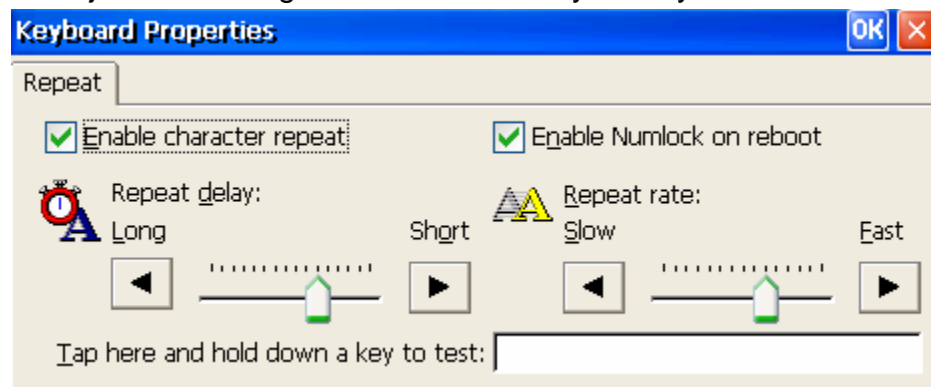 Keyboard Properties OK
Repeat
Enable character repeat Enable Numlock on reboot
Repeat delay: Repeat rate:
Long Short Slow Fast
Tap here and hold down a key to test: